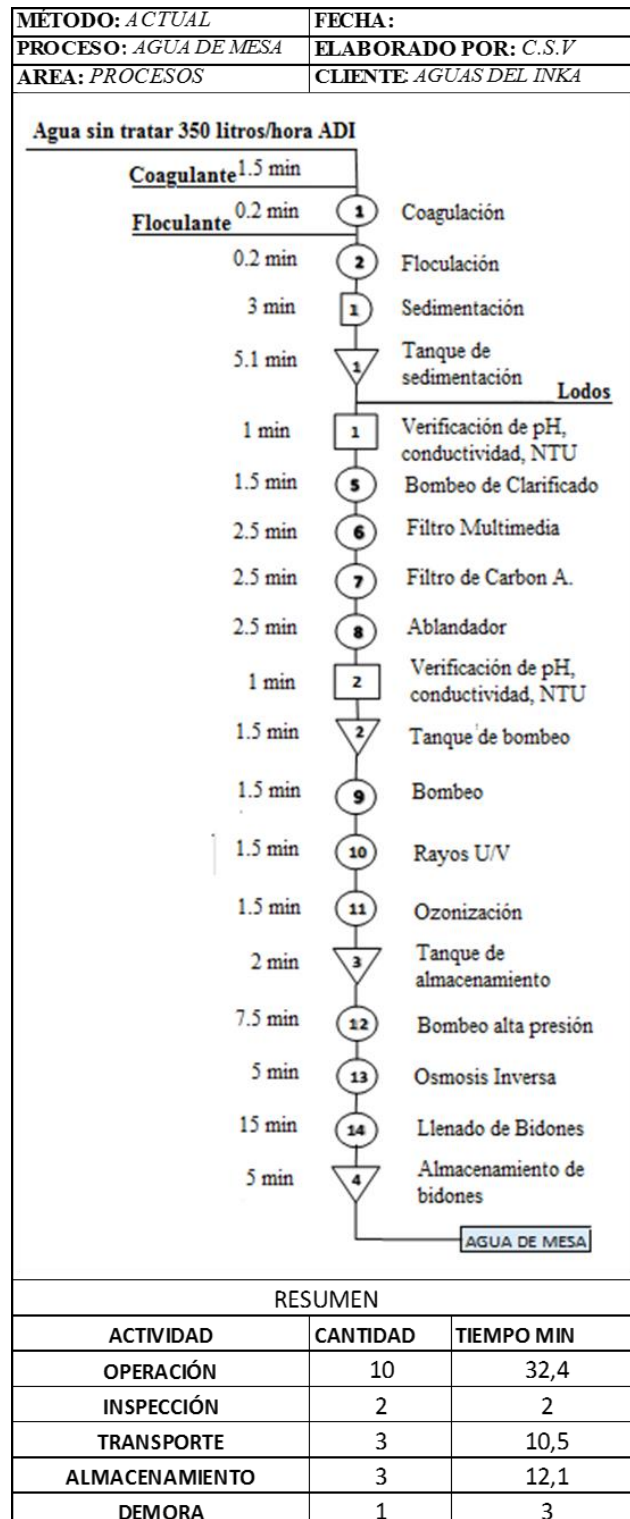 MÉTODO: ACTUAL FECHA:
PROCESO: AGUA DE MESA ELABORADO POR: C.S.V
AREA: PROCESOS CLIENTE: AGUAS DEL INKA
Agua sin tratar 350 litros/hora ADI
Coagulante 1.5 min
0.2 min 1 Coagulación
Floculante
0.2 min 2 Floculación
3 min 1 Sedimentación
5.1 min 1 Tanque de
sedimentación
Lodos
1 min 1 Verificación de pH,
conductividad, NTU
1.5 min 5 Bombeo de Clarificado
2.5 min 6 Filtro Multimedia
2.5 min 7 Filtro de Carbon A.
2.5 min 8 Ablandador
1 min 2 Verificación de pH,
conductividad, NTU
1.5 min 2 Tanque de bombeo
1.5 min 9 Bombeo
1.5 min 10 Rayos U/V
1.5 min 11 Ozonización
2 min 3 Tanque de
almacenamiento
7.5 min 12 Bombeo alta presión
5 min 13 Osmosis Inversa
15 min 14 Llenado de Bidones
5 min 4 Almacenamiento de
bidones
AGUA DE MESA
RESUMEN
ACTIVIDAD CANTIDAD TIEMPO MIN
OPERACIÓN 10 32,4
INSPECCIÓN 2 2
TRANSPORTE 3 10,5
ALMACENAMIENTO 3 12,1
DEMORA 1 3